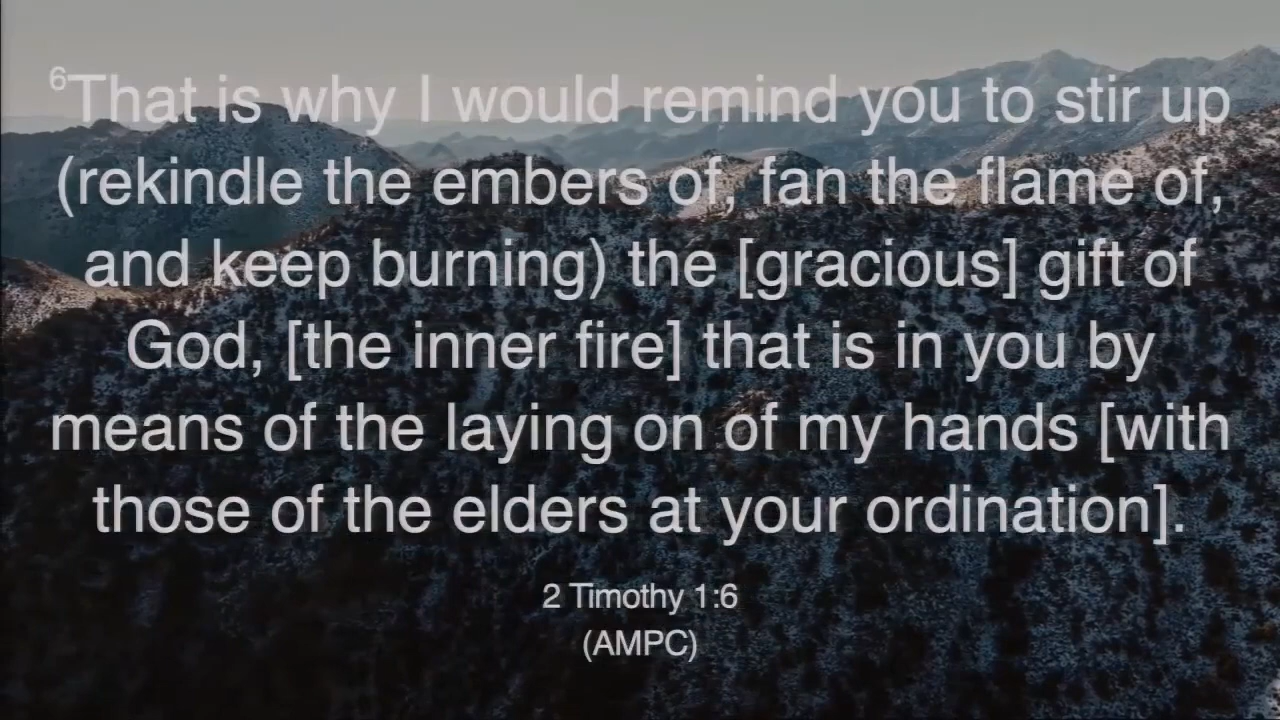 6That is why I would remind you to stir up
(rekindle the embers of, fan the flame of,
and keep burning) the [gracious] gift of
God, [the inner fire] that is in you by
means of the laying on of my hands [with
those of the elders at your ordination].
2 Timothy 1:6
(AMPC)